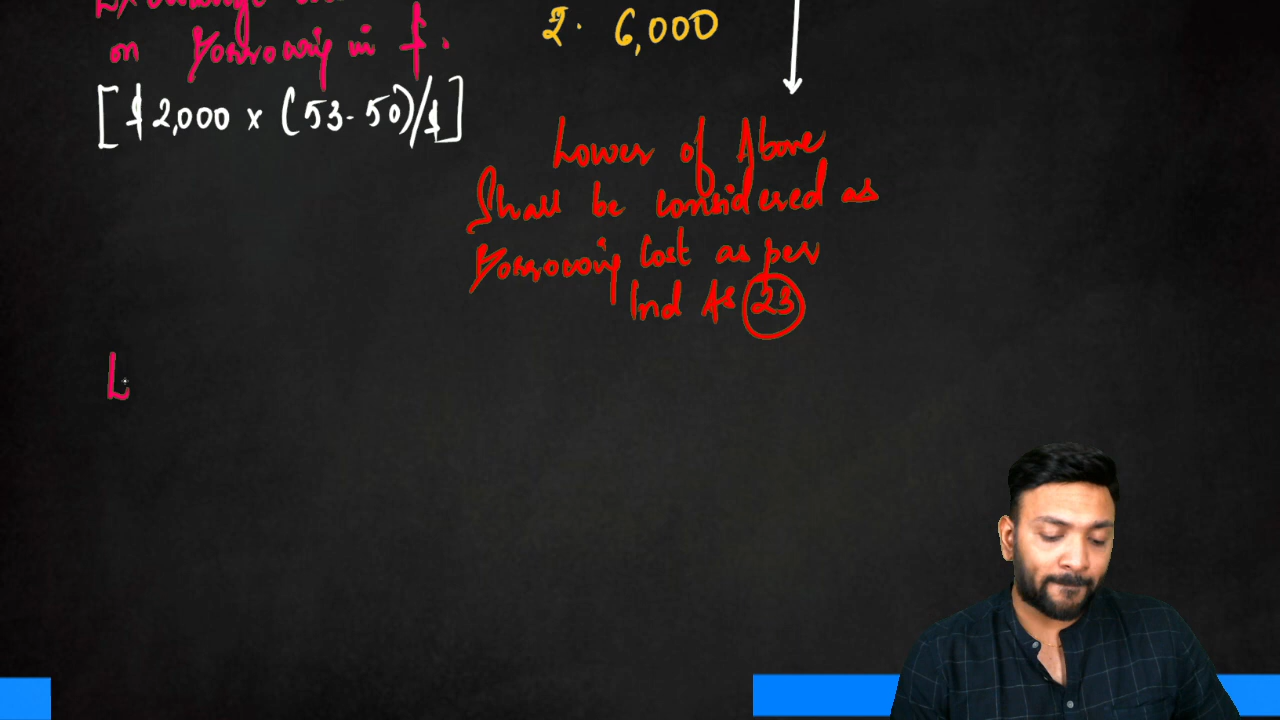 on Borrowing in $.
[$2,000 x (53-50)/$]
2. 6,000
Lower of Above
Shall be considered as
Borrowing Cost as per
Ind As 23
L